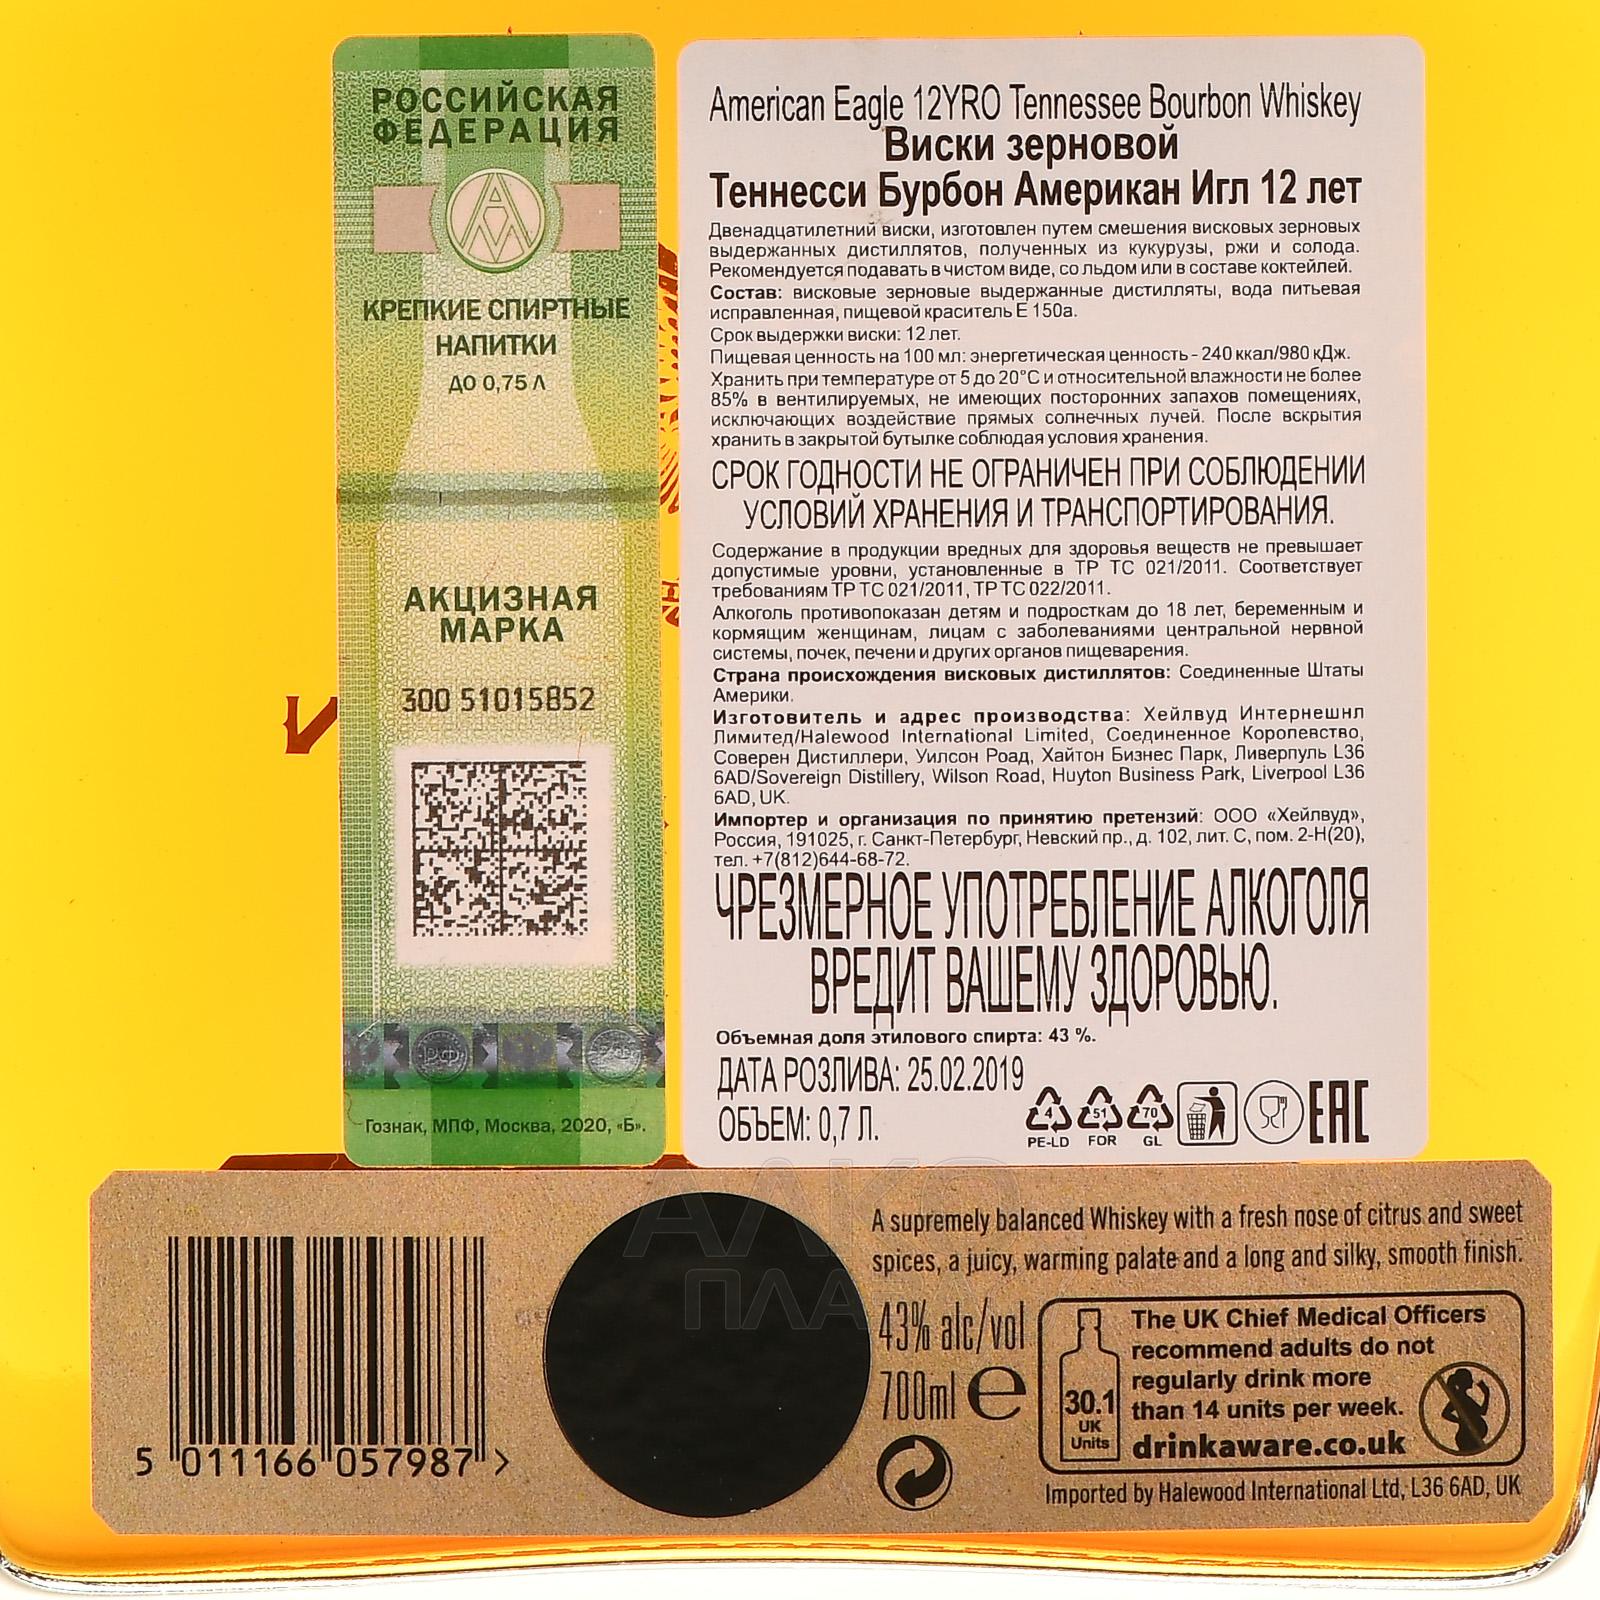 РОССИЙСКАЯ
ФЕДЕРАЦИЯ
КРЕПКИЕ СПИРТНЫЕ
НАПИТКИ
ДО 0,75 Л
АКЦИЗНАЯ
МАРКА
300 51015852
РФ
РФ
Гознак, МПФ, Москва, 2020, «Б».
American Eagle 12YRO Tennessee Bourbon Whiskey
Виски зерновой
Теннесси Бурбон Американ Игл 12 лет
Двенадцатилетний виски, изготовлен путем смешения висковых зерновых
выдержанных дистиллятов, полученных из кукурузы, ржи и солода.
Рекомендуется подавать в чистом виде, со льдом или в составе коктейлей.
Состав: висковые зерновые выдержанные дистилляты, вода питьевая
исправленная, пищевой краситель Е 150а.
Срок выдержки виски: 12 лет.
Пищевая ценность на 100 мл: энергетическая ценность - 240 ккал/980 кДж.
Хранить при температуре от 5 до 20°С и относительной влажности не более
85% в вентилируемых, не имеющих посторонних запахов помещениях,
исключающих воздействие прямых солнечных лучей. После вскрытия
хранить в закрытой бутылке соблюдая условия хранения.
СРОК ГОДНОСТИ НЕ ОГРАНИЧЕН ПРИ СОБЛЮДЕНИИ
УСЛОВИЙ ХРАНЕНИЯ И ТРАНСПОРТИРОВАНИЯ.
Содержание в продукции вредных для здоровья веществ не превышает
допустимые уровни, установленные в ТР ТС 021/2011. Соответствует
требованиям ТР ТС 021/2011, ТР ТС 022/2011.
Алкоголь противопоказан детям и подросткам до 18 лет, беременным и
кормящим женщинам, лицам с заболеваниями центральной нервной
системы, почек, печени и других органов пищеварения.
Страна происхождения висковых дистиллятов: Соединенные Штаты
Америки.
Изготовитель и адрес производства: Хейлвуд Интернешнл
Лимитед/Halewood International Limited, Соединенное Королевство,
Соверен Дистиллери, Уилсон Роад, Хайтон Бизнес Парк, Ливерпуль L36
6AD/Sovereign Distillery, Wilson Road, Huyton Business Park, Liverpool L36
6AD, UK.
Импортер и организация по принятию претензий: ООО «Хейлвуд»,
Россия, 191025, г. Санкт-Петербург, Невский пр., д. 102, лит. С, пом. 2-Н(20),
тел. +7(812)644-68-72.
ЧРЕЗМЕРНОЕ УПОТРЕБЛЕНИЕ АЛКОГОЛЯ
ВРЕДИТ ВАШЕМУ ЗДОРОВЬЮ.
Объемная доля этилового спирта: 43 %.
ДАТА РОЗЛИВА: 25.02.2019
ОБЪЕМ: 0,7 Л.
4 51 70
PE-LD FOR GL
EAC
АЛКО
ПЛАЗА
A supremely balanced Whiskey with a fresh nose of citrus and sweet
spices, a juicy, warming palate and a long and silky, smooth finish.
43% alc/vol
700ml e
30.1
UK
Units
The UK Chief Medical Officers
recommend adults do not
regularly drink more
than 14 units per week.
drinkaware.co.uk
Imported by Halewood International Ltd, L36 6AD, UK
5 011166 057987 >